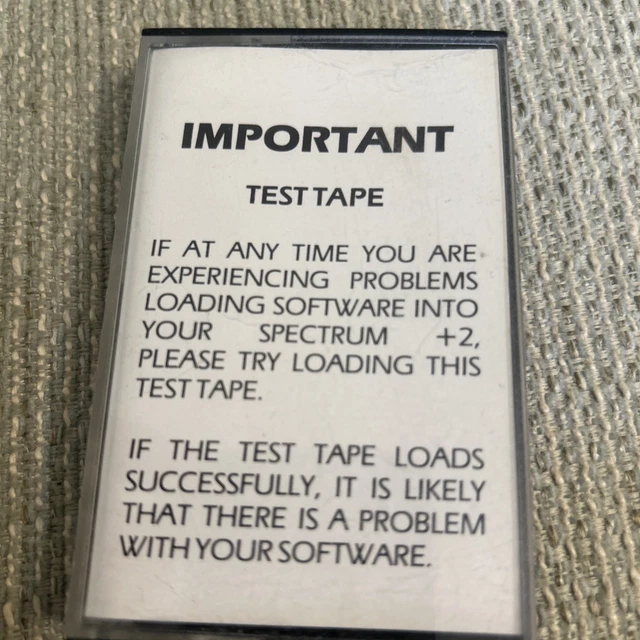 IMPORTANT
TEST TAPE
IF AT ANY TIME YOU ARE
EXPERIENCING PROBLEMS
LOADING SOFTWARE INTO
YOUR SPECTRUM +2,
PLEASE TRY LOADING THIS
TEST TAPE.
IF THE TEST TAPE LOADS
SUCCESSFULLY, IT IS LIKELY
THAT THERE IS A PROBLEM
WITH YOUR SOFTWARE.